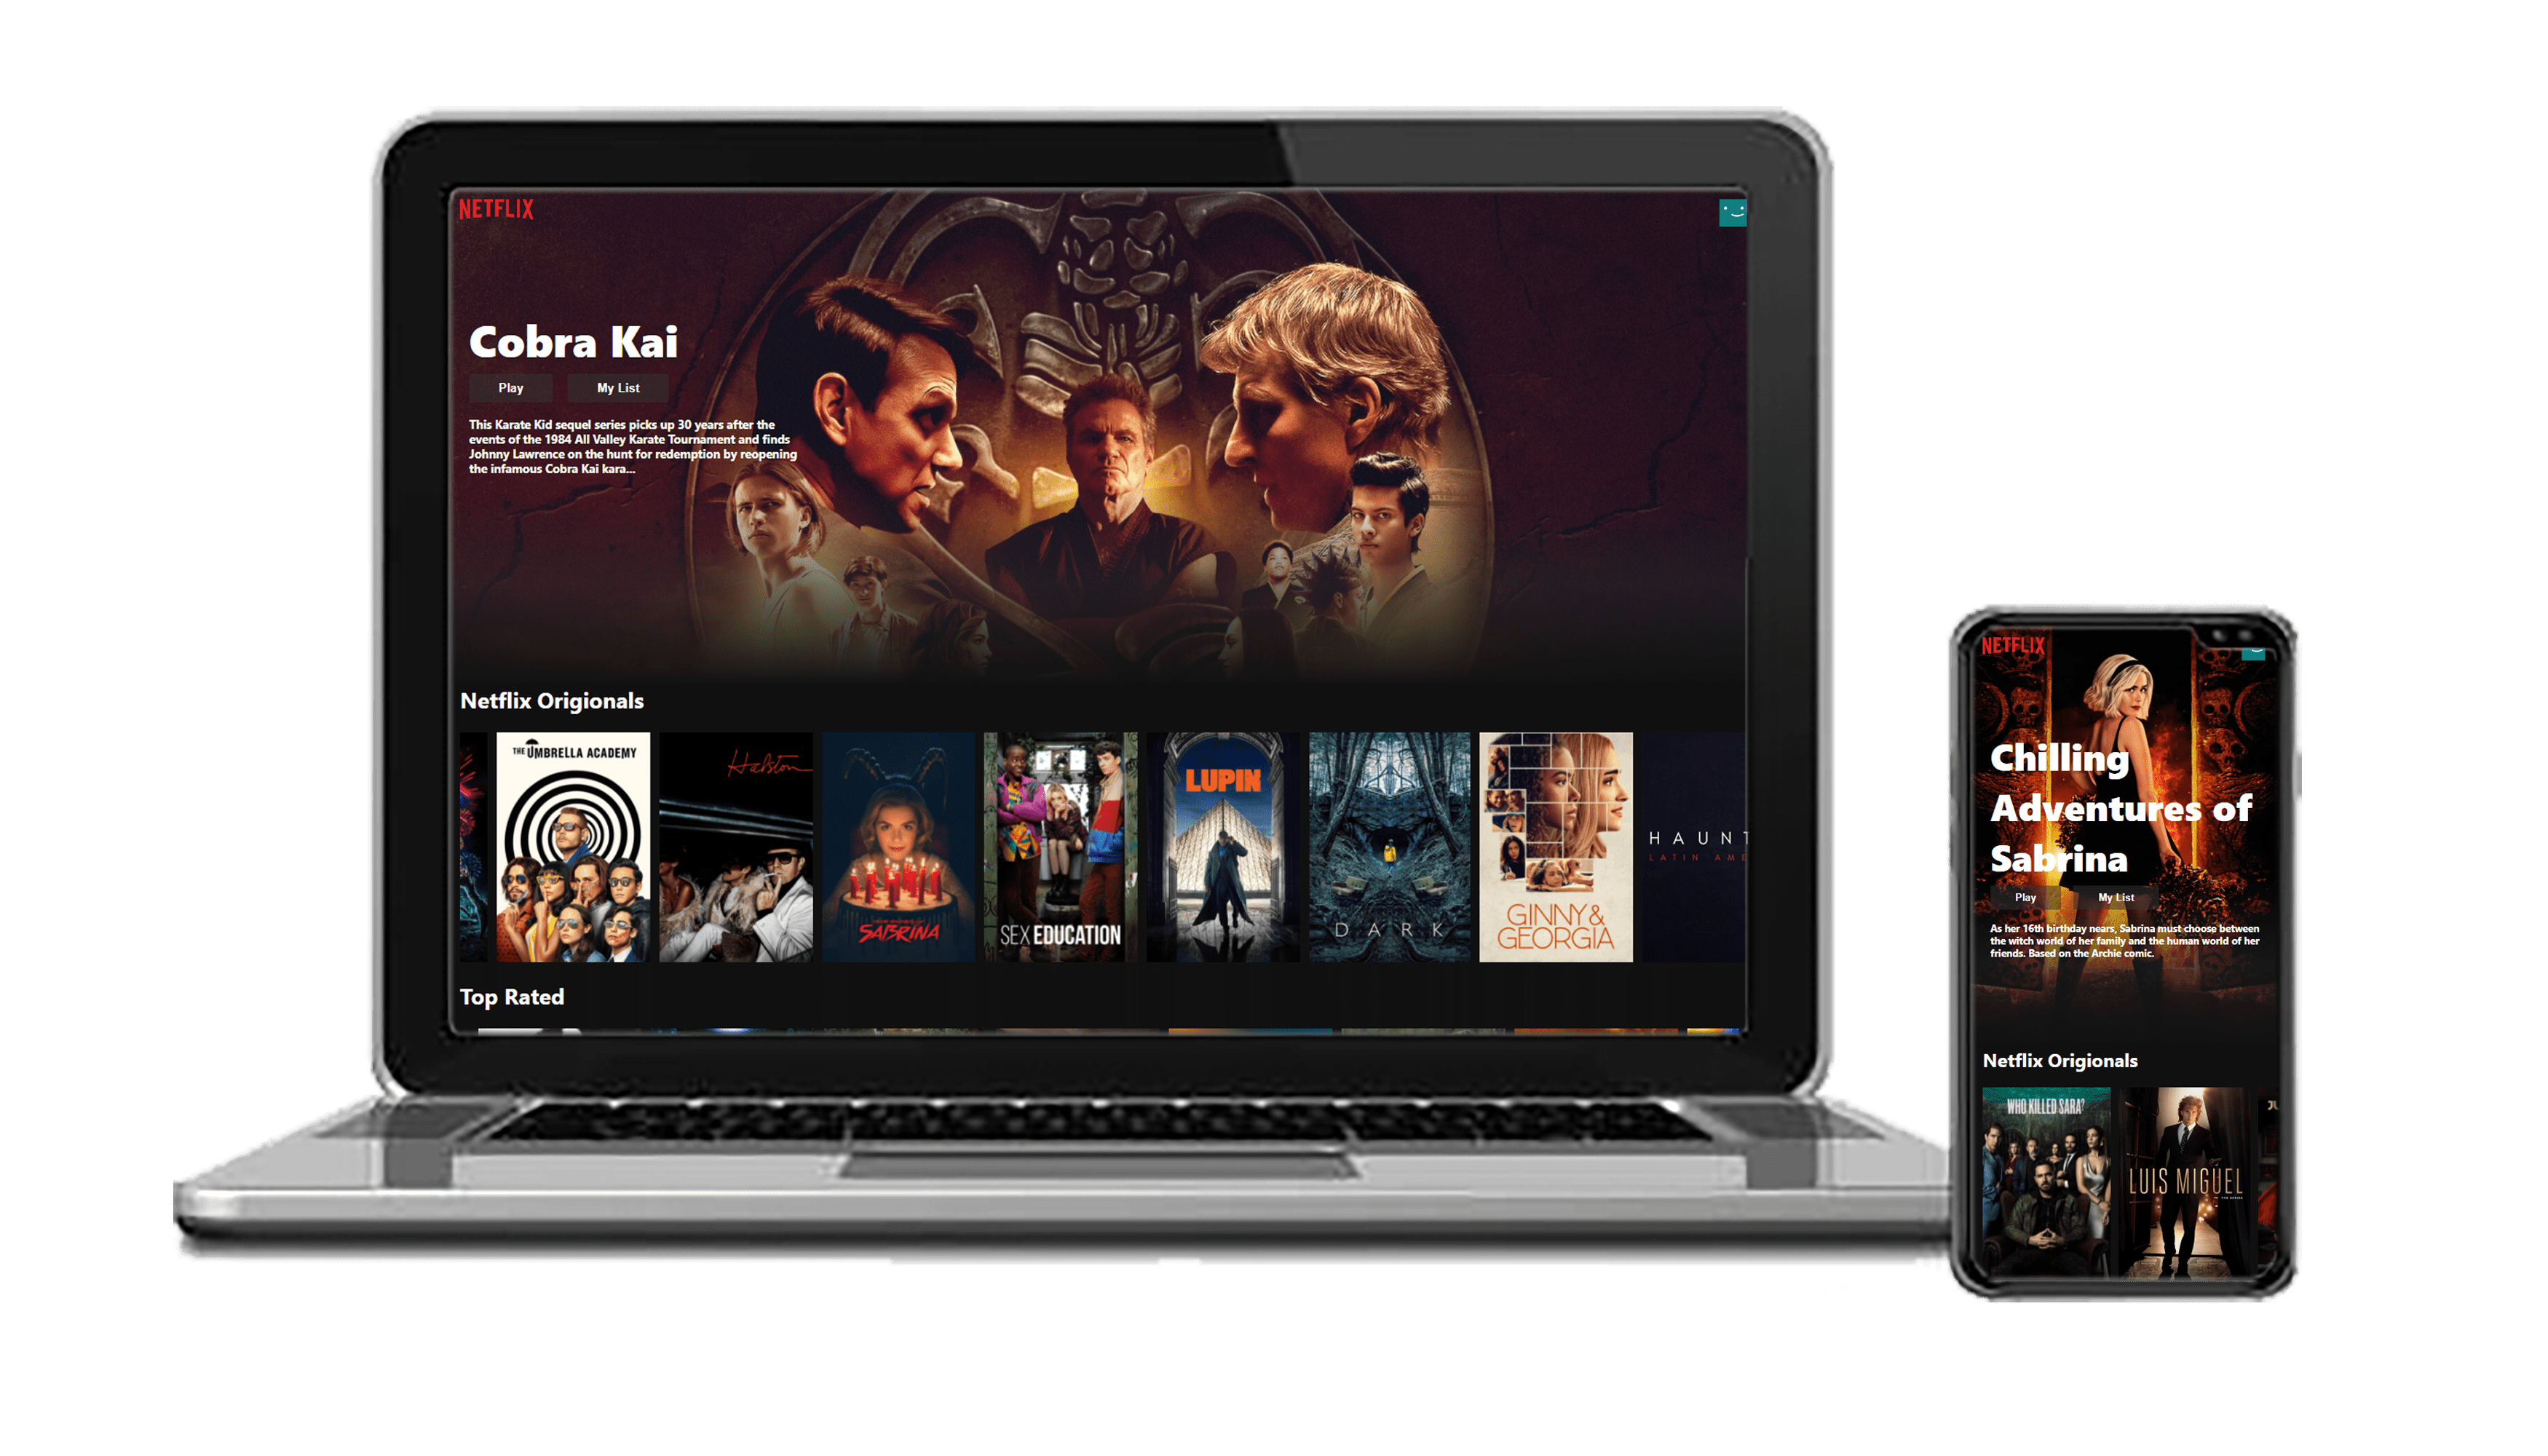 NETFLIX
Cobra Kai
Play
My List
This Karate Kid sequel series picks up 30 years after the
events of the 1984 All Valley Karate Tournament and finds
Johnny Lawrence on the hunt for redemption by reopening
the infamous Cobra Kai kara...
Netflix Origionals
THE UMBRELLA ACADEMY
Halston
SABRINA
SEX EDUCATION
LUPIN
DARK
GINNY &
GEORGIA
HAUNT
LATIN AME
Top Rated
NETFLIX
Chilling
Adventures of
Sabrina
Play
My List
As her 16th birthday nears, Sabrina must choose between
the witch world of her family and the human world of her
friends. Based on the Archie comic.
Netflix Origionals
WHO KILLED SARA?
LUIS MIGUEL
THE SERIES